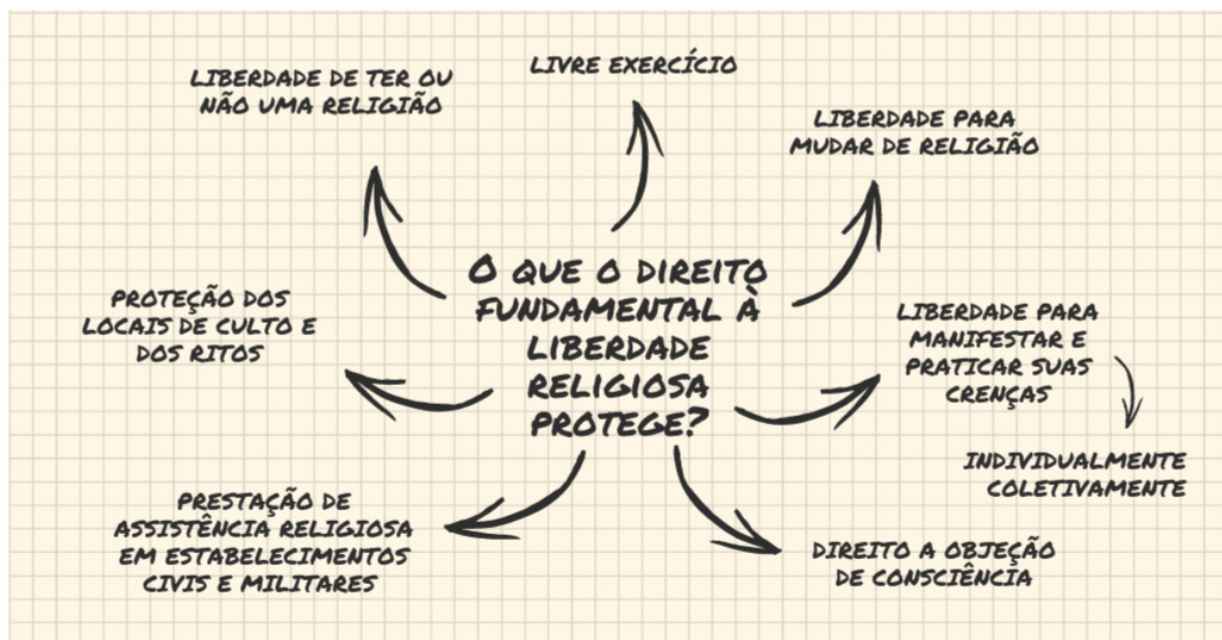 LIBERDADE DE TER OU
NÃO UMA RELIGIÃO
LIVRE EXERCÍCIO
LIBERDADE PARA
MUDAR DE RELIGIÃO
O QUE O DIREITO
FUNDAMENTAL À
LIBERDADE
RELIGIOSA
PROTEGE?
PROTEÇÃO DOS
LOCAIS DE CULTO E
DOS RITOS
LIBERDADE PARA
MANIFESTAR E
PRATICAR SUAS
CRENÇAS
INDIVIDUALMENTE
COLETIVAMENTE
PRESTAÇÃO DE
ASSISTÊNCIA RELIGIOSA
EM ESTABELECIMENTOS
CIVIS E MILITARES
DIREITO A OBJEÇÃO
DE CONSCIÊNCIA